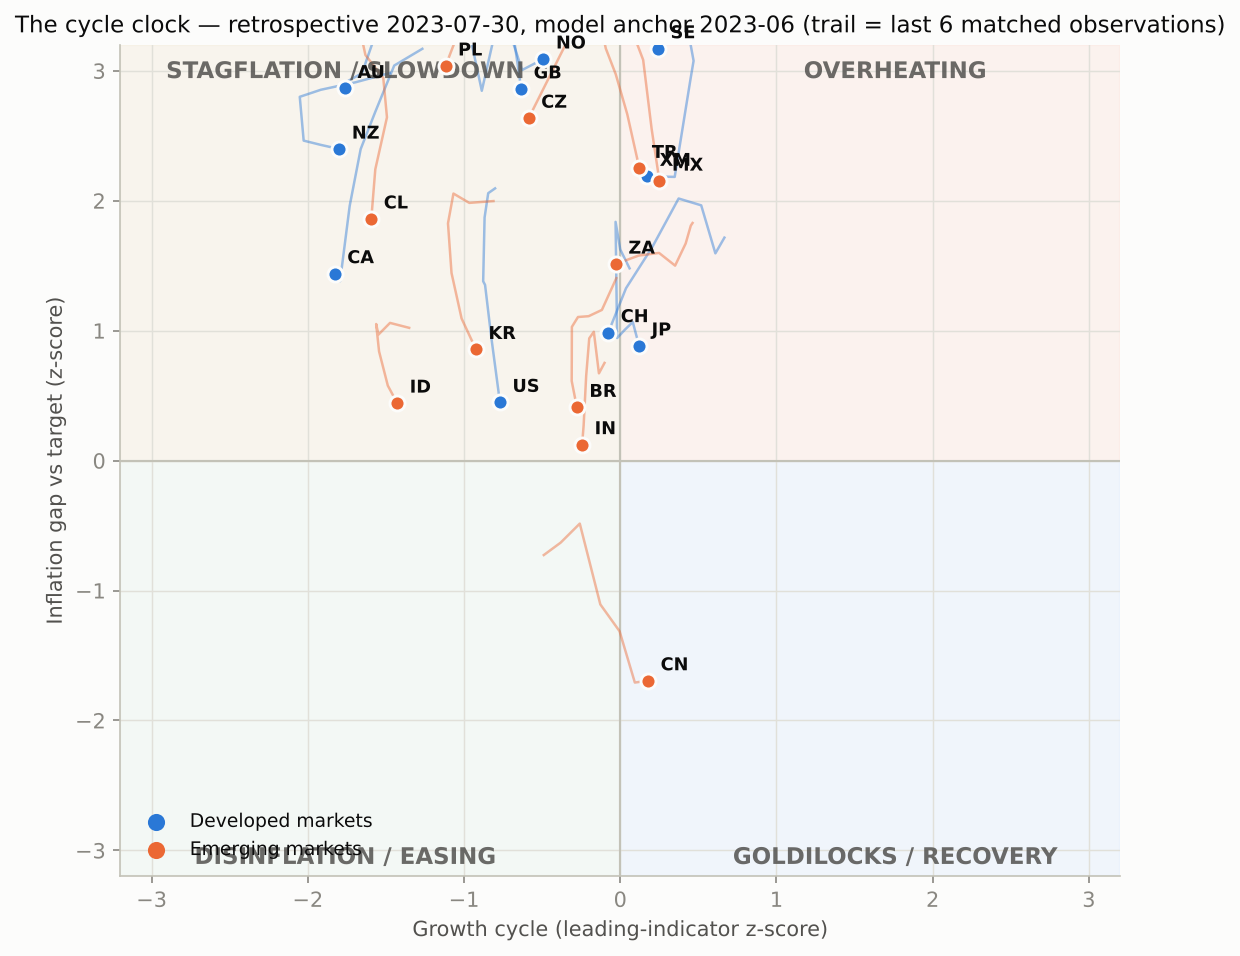 The cycle clock — retrospective 2023-07-30, model anchor 2023-06 (trail = last 6 matched observations)
SE
NO
PL
STAGFLATION / SLOWDOWN
OVERHEATING
AU
GB
CZ
NZ
TR
XM
MX
CL
ZA
CA
CH
JP
KR
ID
US
BR
IN
CN
3
2
1
0
−1
−2
−3
Inflation gap vs target (z-score)
Developed markets
Emerging markets
DISINFLATION / EASING
GOLDILOCKS / RECOVERY
−3
−2
−1
0
1
2
3
Growth cycle (leading-indicator z-score)